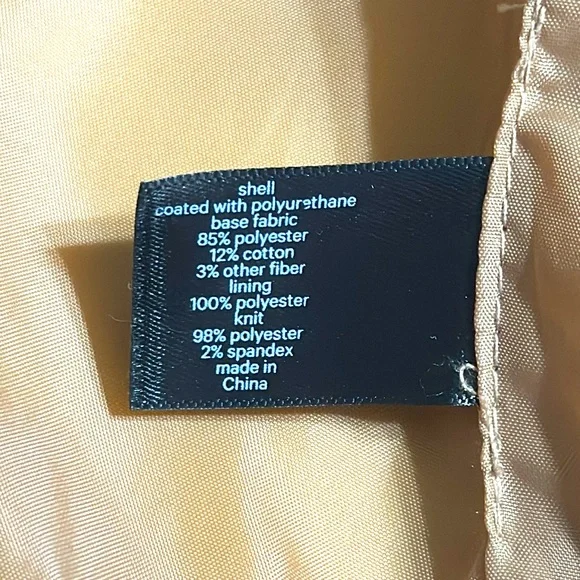 shell
coated with polyurethane
base fabric
85% polyester
12% cotton
3% other fiber
lining
100% polyester
knit
98% polyester
2% spandex
made in
China